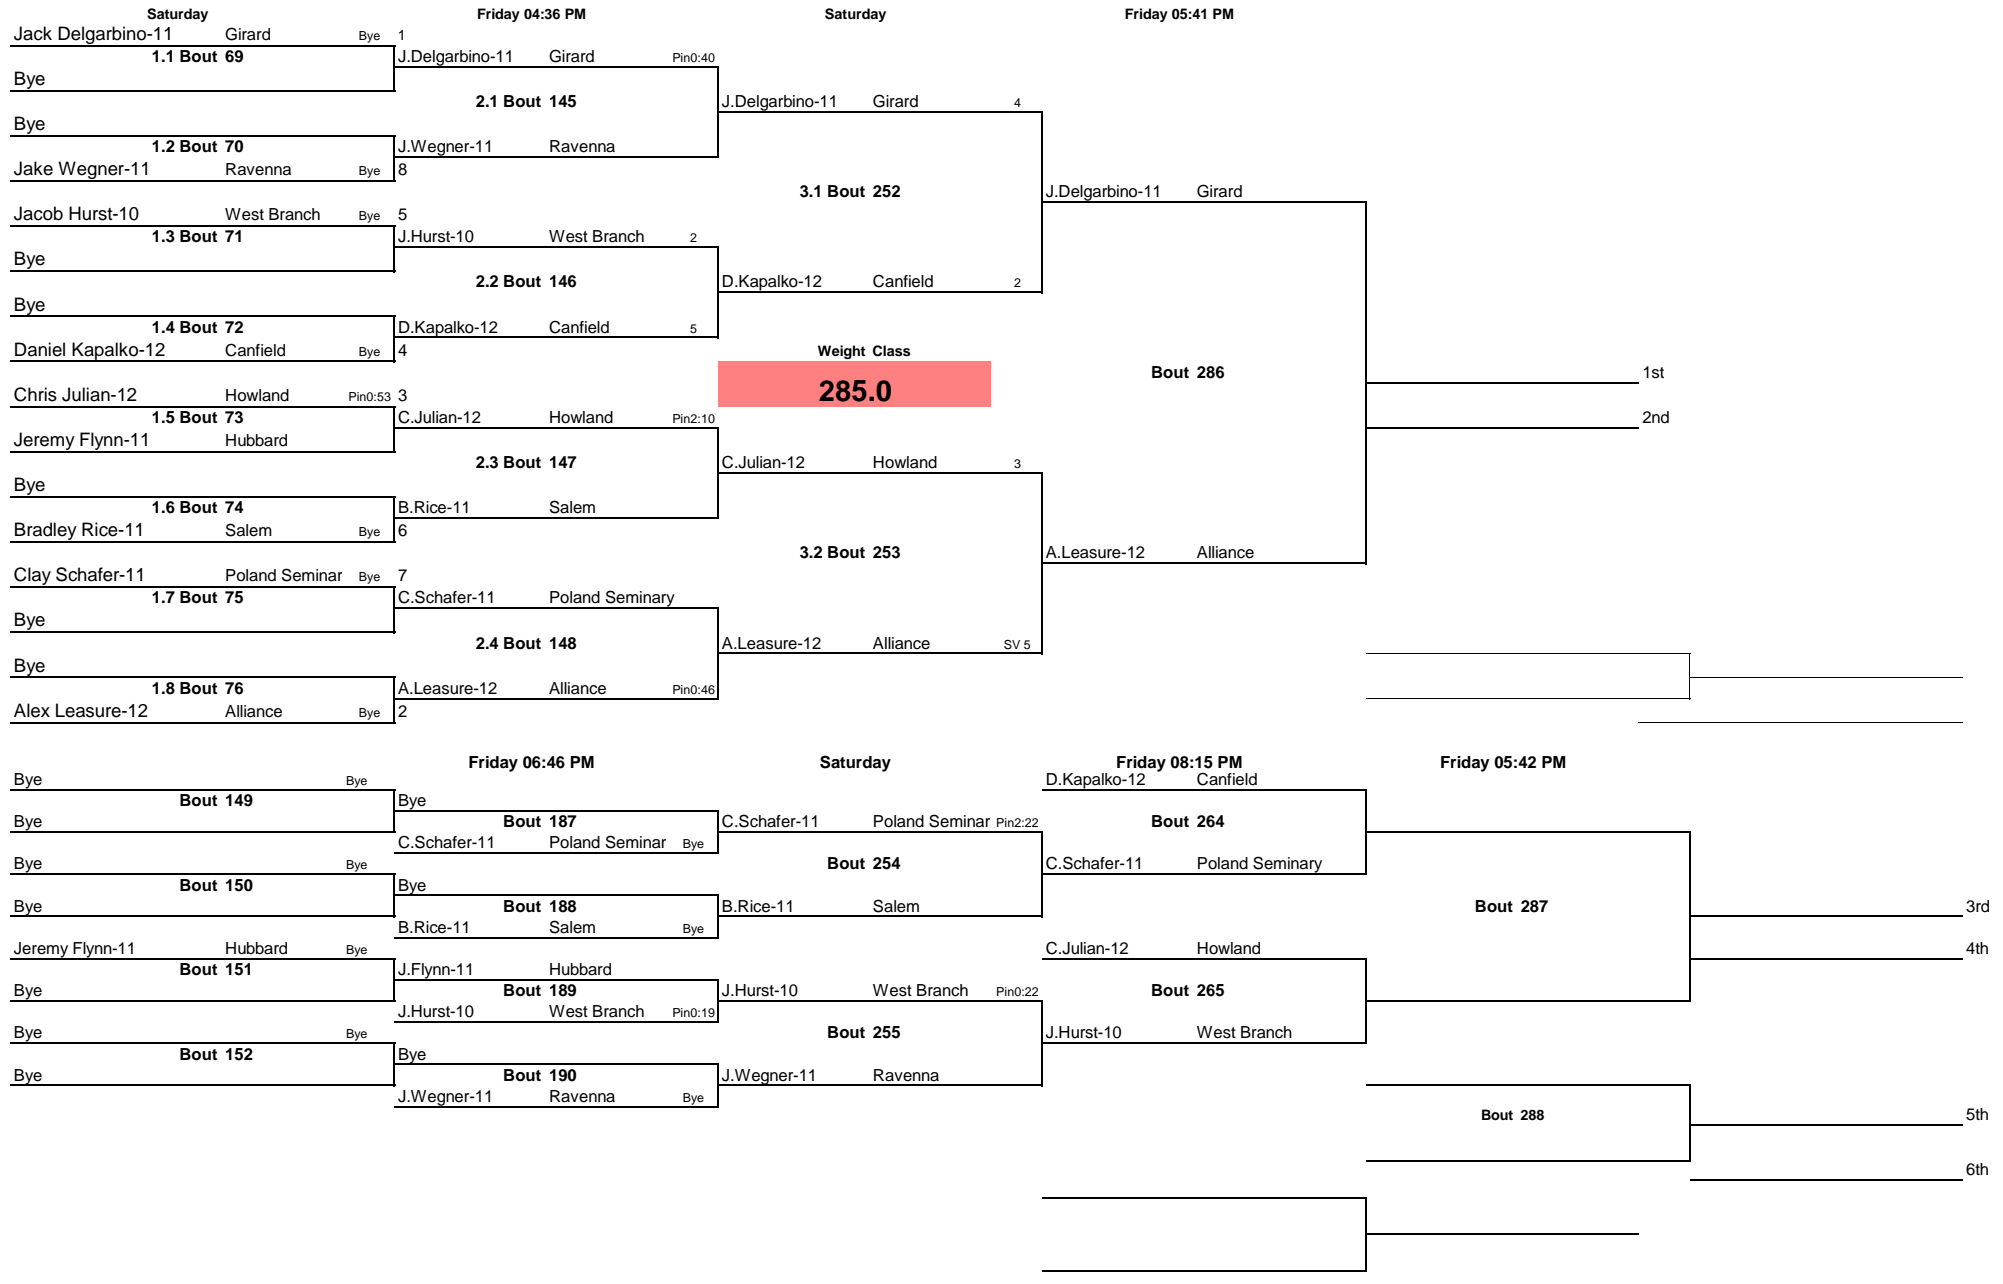 Saturday Friday 04:36 PM Saturday Friday 05:41 PM
Jack Delgarbino-11 Girard Bye 1
1.1 Bout 69 J.Delgarbino-11 Girard Pin0:40
Bye
2.1 Bout 145 J.Delgarbino-11 Girard 4
Bye
1.2 Bout 70 J.Wegner-11 Ravenna
Jake Wegner-11 Ravenna Bye 8
3.1 Bout 252 J.Delgarbino-11 Girard
Jacob Hurst-10 West Branch Bye 5
1.3 Bout 71 J.Hurst-10 West Branch 2
Bye
2.2 Bout 146 D.Kapalko-12 Canfield 2
Bye
1.4 Bout 72 D.Kapalko-12 Canfield 5
Daniel Kapalko-12 Canfield Bye 4 Weight Class
Bout 286 1st
285.0
Chris Julian-12 Howland Pin0:53 3
1.5 Bout 73 C.Julian-12 Howland Pin2:10 2nd
Jeremy Flynn-11 Hubbard
2.3 Bout 147 C.Julian-12 Howland 3
Bye
1.6 Bout 74 B.Rice-11 Salem
Bradley Rice-11 Salem Bye 6
3.2 Bout 253 A.Leasure-12 Alliance
Clay Schafer-11 Poland Seminar Bye 7
1.7 Bout 75 C.Schafer-11 Poland Seminary
Bye
2.4 Bout 148 A.Leasure-12 Alliance SV 5
Bye
1.8 Bout 76 A.Leasure-12 Alliance Pin0:46
Alex Leasure-12 Alliance Bye 2
Friday 06:46 PM Saturday Friday 08:15 PM Friday 05:42 PM
Bye Bye D.Kapalko-12 Canfield
Bout 149 Bye
Bye Bout 187 C.Schafer-11 Poland Seminar Pin2:22 Bout 264
C.Schafer-11 Poland Seminar Bye
Bye Bye Bout 254 C.Schafer-11 Poland Seminary
Bout 150 Bye
Bye Bout 188 B.Rice-11 Salem Bout 287 3rd
B.Rice-11 Salem Bye
Jeremy Flynn-11 Hubbard Bye C.Julian-12 Howland 4th
Bout 151 J.Flynn-11 Hubbard
Bye Bout 189 J.Hurst-10 West Branch Pin0:22 Bout 265
J.Hurst-10 West Branch Pin0:19
Bye Bye Bout 255 J.Hurst-10 West Branch
Bout 152 Bye
Bye Bout 190 J.Wegner-11 Ravenna
J.Wegner-11 Ravenna Bye
Bout 288 5th
6th